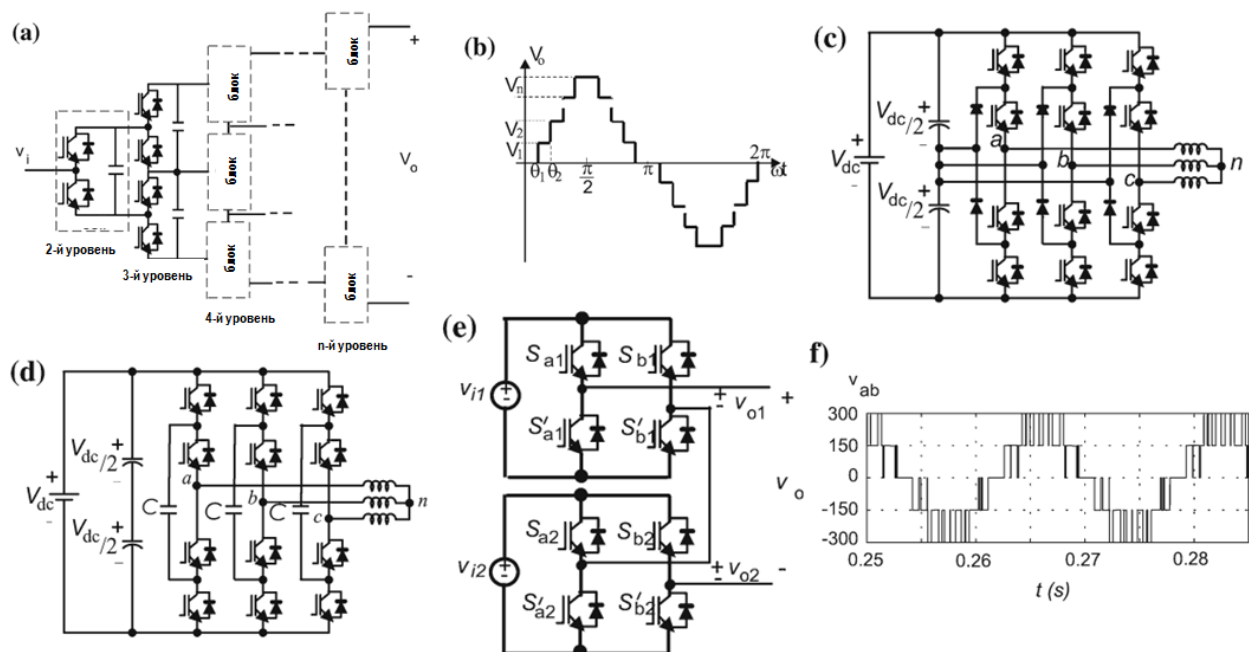 (a)
блок
блок
блок
блок
блок
v_i
V_o
+
-
2-й уровень
3-й уровень
4-й уровень
n-й уровень
(b)
V_o
V_n
V_2
V_1
θ_1 θ_2 π/2 π 2π
ωt
(c)
V_dc/2 +
−
V_dc +
−
V_dc/2 +
−
a
b
c
n
(d)
V_dc/2 +
−
V_dc +
−
V_dc/2 +
−
C C C
a
b
c
n
(e)
S_a1 S_b1
v_i1 + −
+ − v_o1 +
S'_a1 S'_b1
S_a2 S_b2
v_i2 + −
+ − v_o2 -
S'_a2 S'_b2
f)
v_ab
300
150
0
v_o
-150
-300
0.25 0.26 0.27 0.28
t (s)